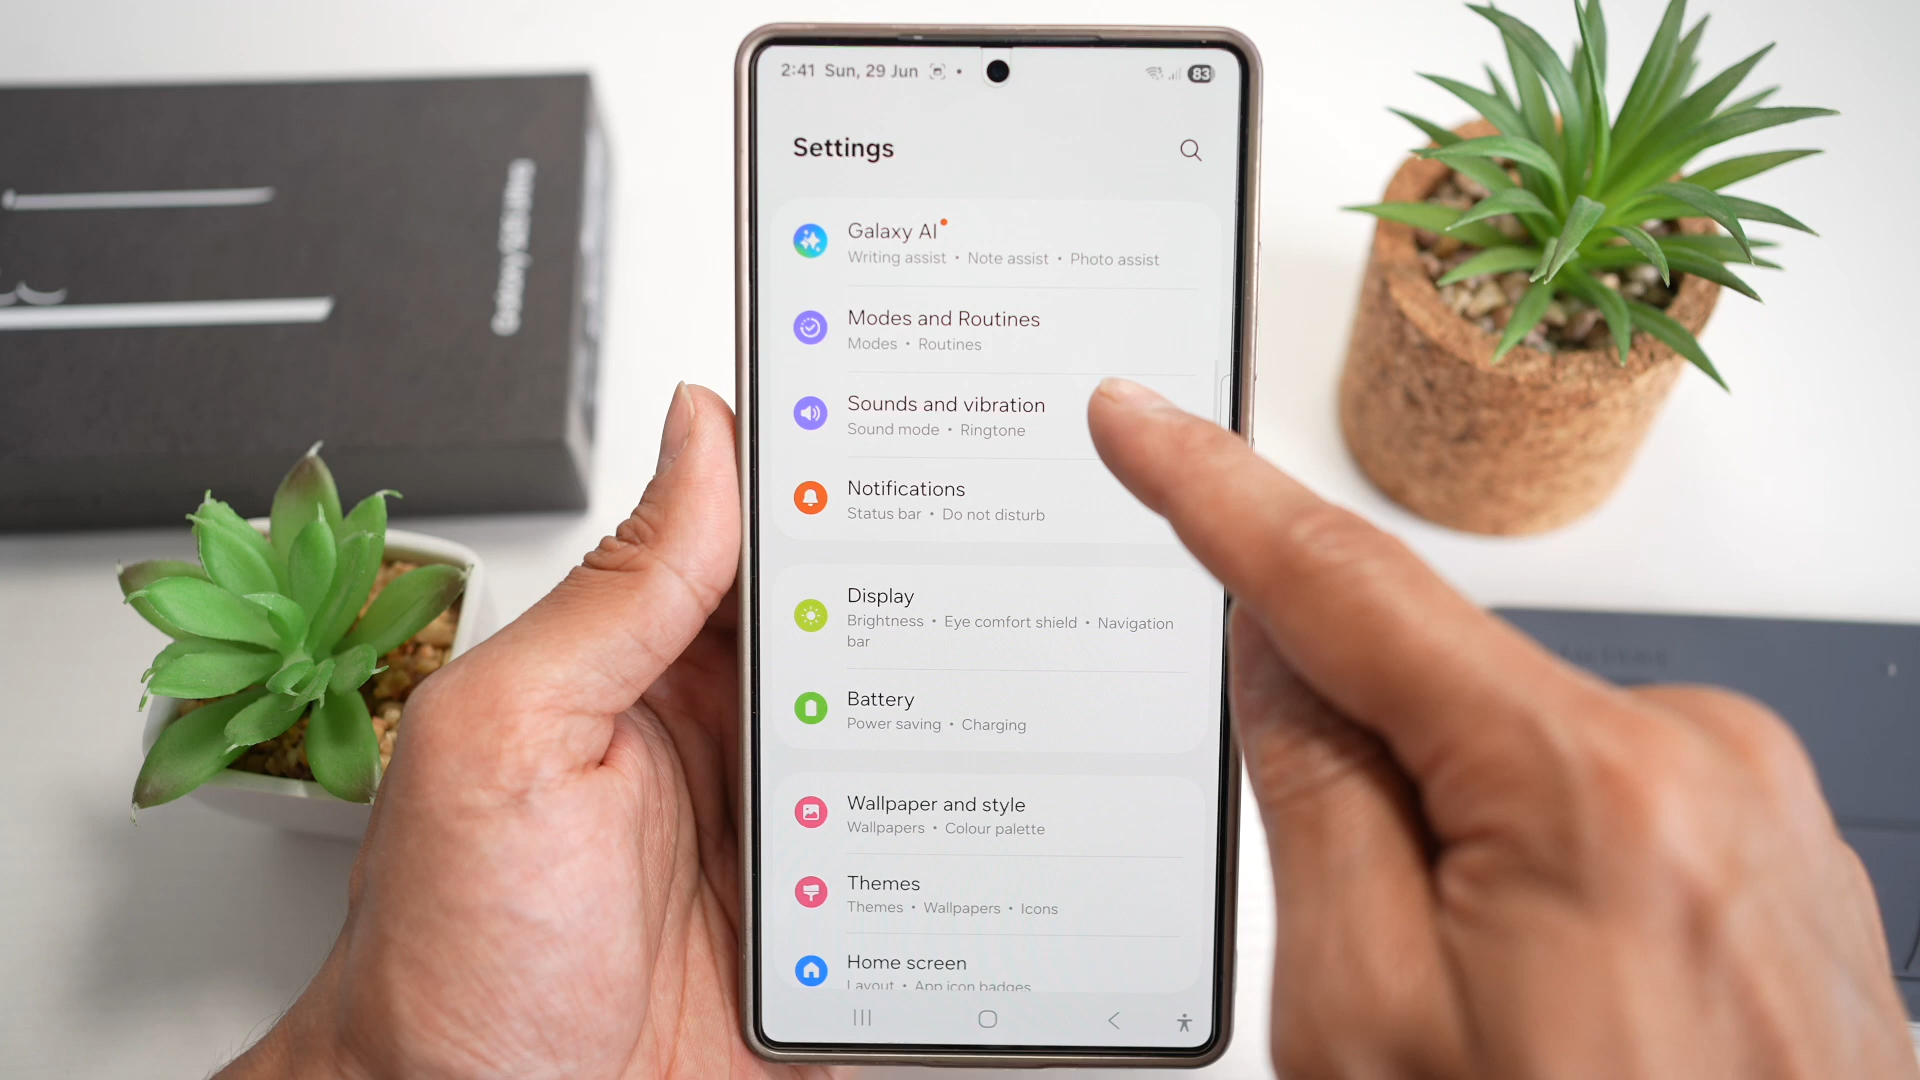 2:41 Sun, 29 Jun •
83
Settings
Galaxy AI
Writing assist • Note assist • Photo assist
Modes and Routines
Modes • Routines
Sounds and vibration
Sound mode • Ringtone
Notifications
Status bar • Do not disturb
Display
Brightness • Eye comfort shield • Navigation
bar
Battery
Power saving • Charging
Wallpaper and style
Wallpapers • Colour palette
Themes
Themes • Wallpapers • Icons
Home screen
Layout • App icon badges